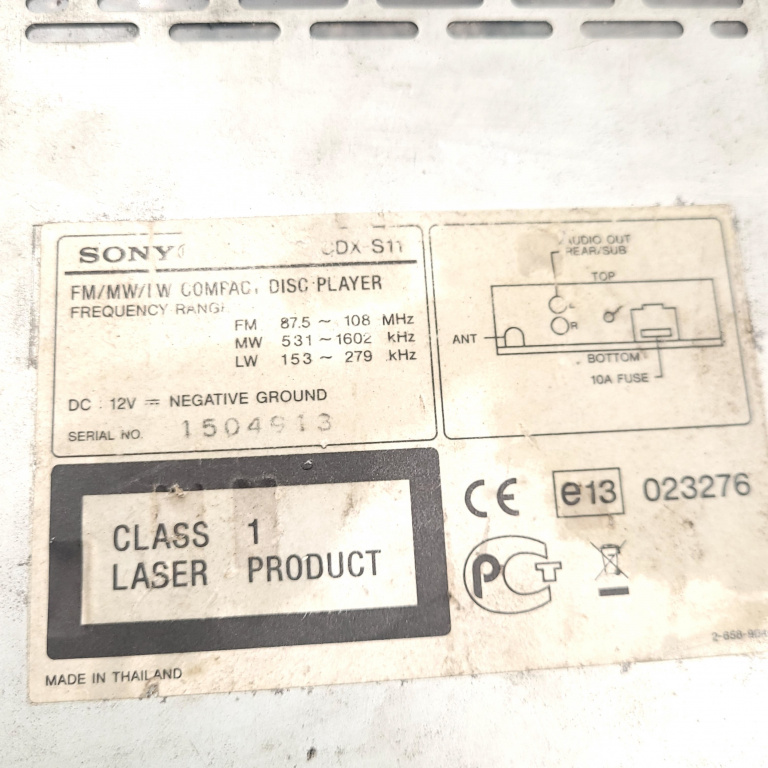 SONY
CDX-S11
FM/MW/LW COMPACT DISC PLAYER
FREQUENCY RANGE
FM 87.5 ~ 108 MHz
MW 531 ~ 1602 kHz
LW 153 ~ 279 kHz
DC : 12V ⎓ NEGATIVE GROUND
SERIAL NO. 1504913
AUDIO OUT
REAR/SUB
TOP
L
R
ANT
BOTTOM
10A FUSE
CLASS 1
LASER PRODUCT
CE e13 023276
PCT
MADE IN THAILAND